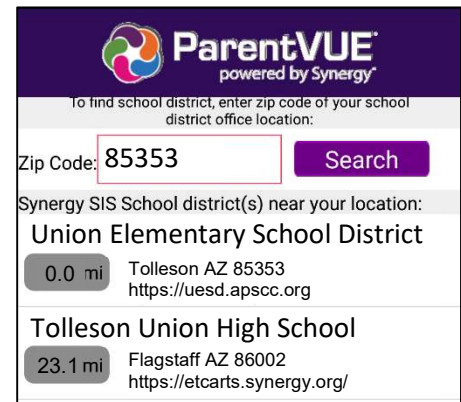 ParentVUE
powered by Synergy
To find school district, enter zip code of your school
district office location:
Zip Code: 85353 Search
Synergy SIS School district(s) near your location:
Union Elementary School District
0.0 mi Tolleson AZ 85353
https://uesd.apscc.org
Tolleson Union High School
23.1 mi Flagstaff AZ 86002
https://etcarts.synergy.org/